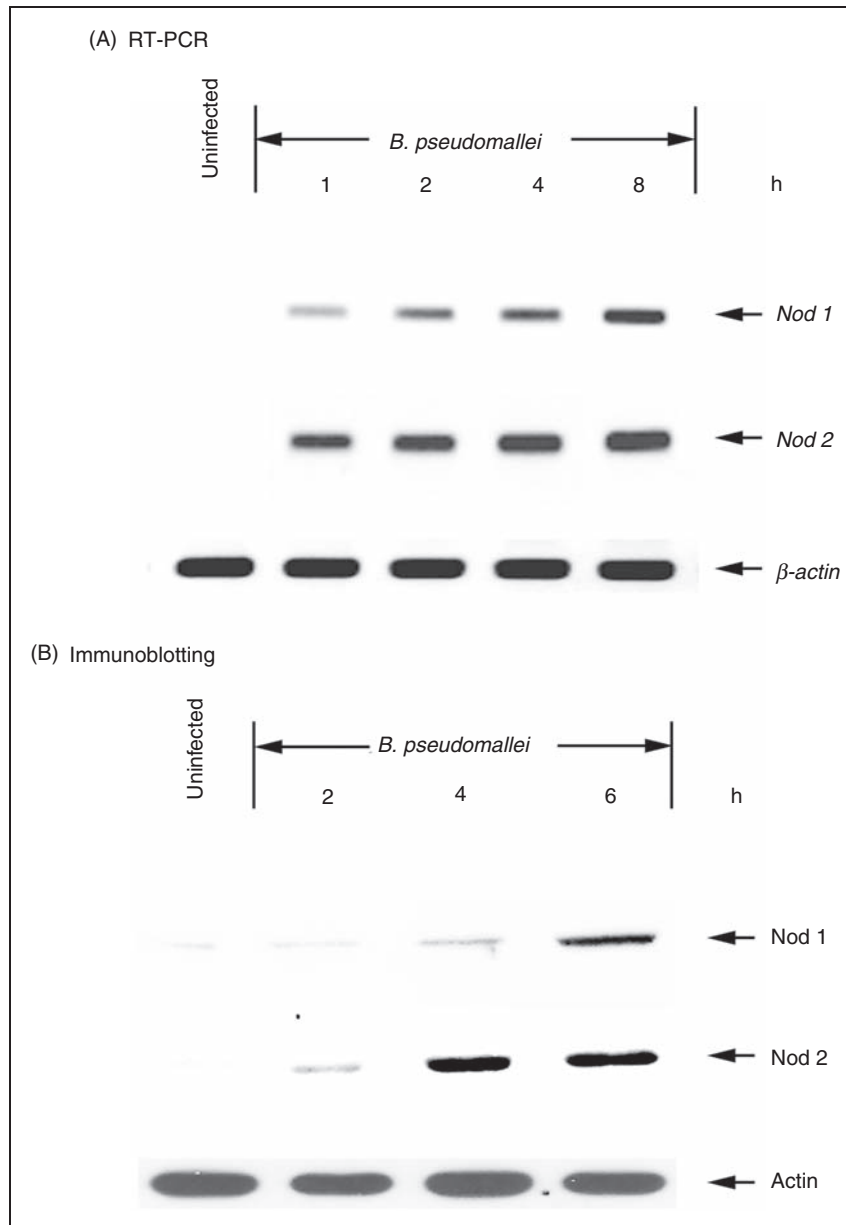 (A) RT-PCR
Uninfected
B. pseudomallei
1 2 4 8 h
Nod 1
Nod 2
β-actin
(B) Immunoblotting
Uninfected
B. pseudomallei
2 4 6 h
Nod 1
Nod 2
Actin